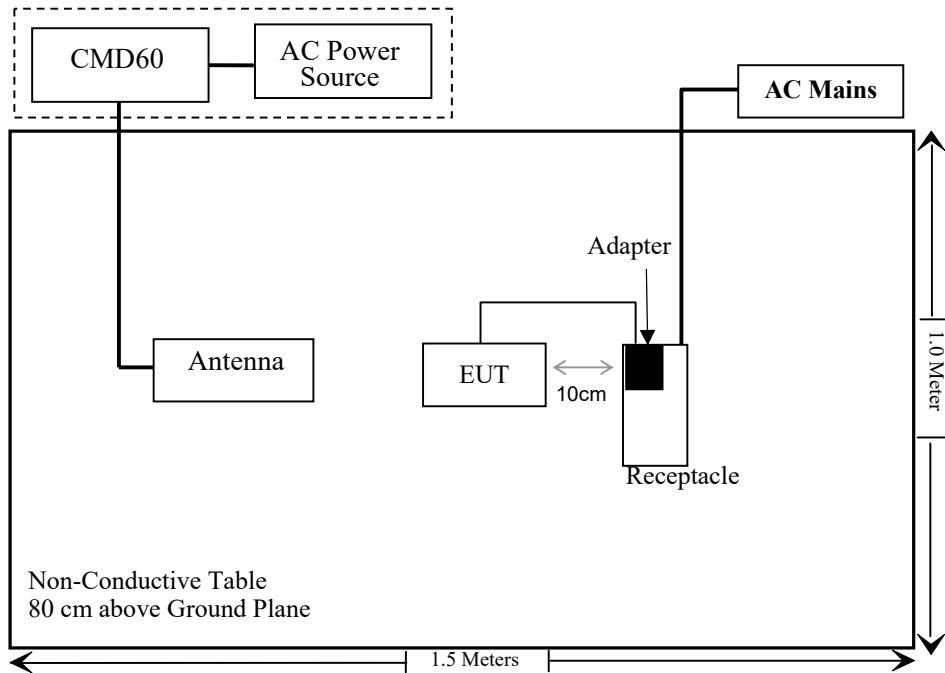 CMD60
AC Power
Source
AC Mains
Adapter
Antenna
EUT
10cm
Receptacle
1.0 Meter
Non-Conductive Table
80 cm above Ground Plane
1.5 Meters